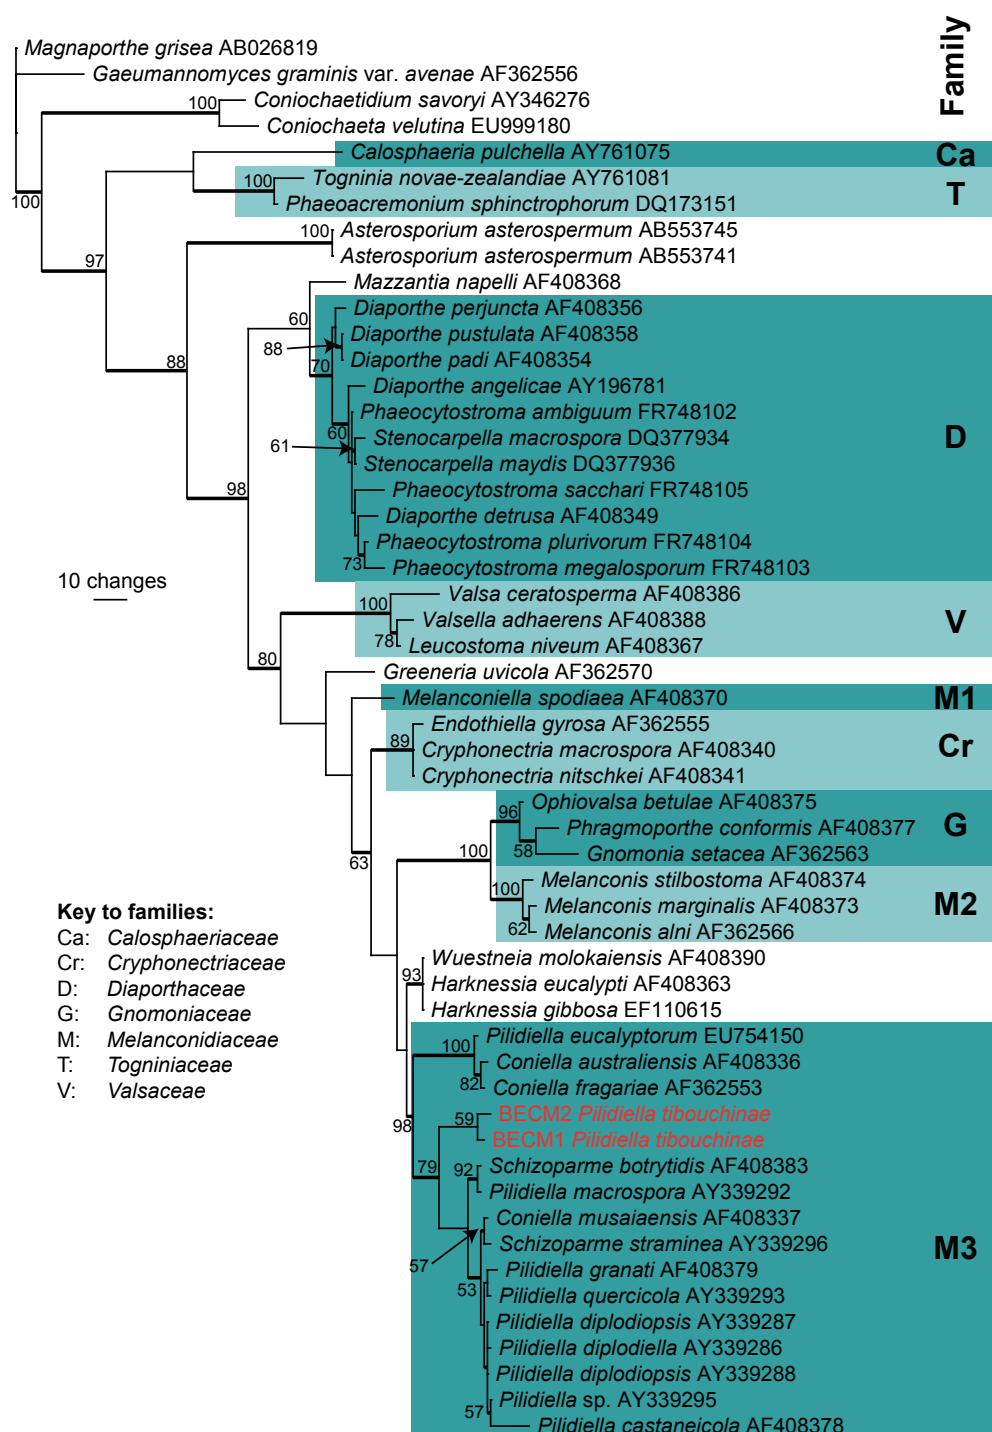 Family
Magnaporthe grisea AB026819
Gaeumannomyces graminis var. avenae AF362556
100 Coniochaetidium savoryi AY346276
Coniochaeta velutina EU999180
Calosphaeria pulchella AY761075 Ca
100 Togninia novae-zealandiae AY761081 T
100 Phaeoacremonium sphinctrophorum DQ173151
100 Asterosporium asterospermum AB553745
97 Asterosporium asterospermum AB553741
Mazzantia napelli AF408368
Diaporthe perjuncta AF408356
60 Diaporthe pustulata AF408358
88 Diaporthe padi AF408354
88 70 Diaporthe angelicae AY196781
Phaeocytostroma ambiguum FR748102
60 Stenocarpella macrospora DQ377934 D
61 Stenocarpella maydis DQ377936
98 Phaeocytostroma sacchari FR748105
Diaporthe detrusa AF408349
Phaeocytostroma plurivorum FR748104
73 Phaeocytostroma megalosporum FR748103
10 changes
Valsa ceratosperma AF408386
100 Valsella adhaerens AF408388 V
78 Leucostoma niveum AF408367
80 Greeneria uvicola AF362570
Melanconiella spodiaea AF408370 M1
Endothiella gyrosa AF362555
89 Cryphonectria macrospora AF408340 Cr
Cryphonectria nitschkei AF408341
Ophiovalsa betulae AF408375
96 Phragmoporthe conformis AF408377 G
63 100 58 Gnomonia setacea AF362563
Melanconis stilbostoma AF408374
100 Melanconis marginalis AF408373 M2
62 Melanconis alni AF362566
Wuestneia molokaiensis AF408390
93 Harknessia eucalypti AF408363
Harknessia gibbosa EF110615
Key to families:
Ca: Calosphaeriaceae
Cr: Cryphonectriaceae
D: Diaporthaceae
G: Gnomoniaceae
M: Melanconidiaceae
T: Togniniaceae
V: Valsaceae
Pilidiella eucalyptorum EU754150
100 Coniella australiensis AF408336
82 Coniella fragariae AF362553
59 BECM2 Pilidiella tibouchinae
98 BECM1 Pilidiella tibouchinae
79 92 Schizoparme botrytidis AF408383
Pilidiella macrospora AY339292
Coniella musaiaensis AF408337
Schizoparme straminea AY339296 M3
57 Pilidiella granati AF408379
53 Pilidiella quercicola AY339293
Pilidiella diplodiopsis AY339287
Pilidiella diplodiella AY339286
Pilidiella diplodiopsis AY339288
Pilidiella sp. AY339295
57 Pilidiella castaneicola AF408378